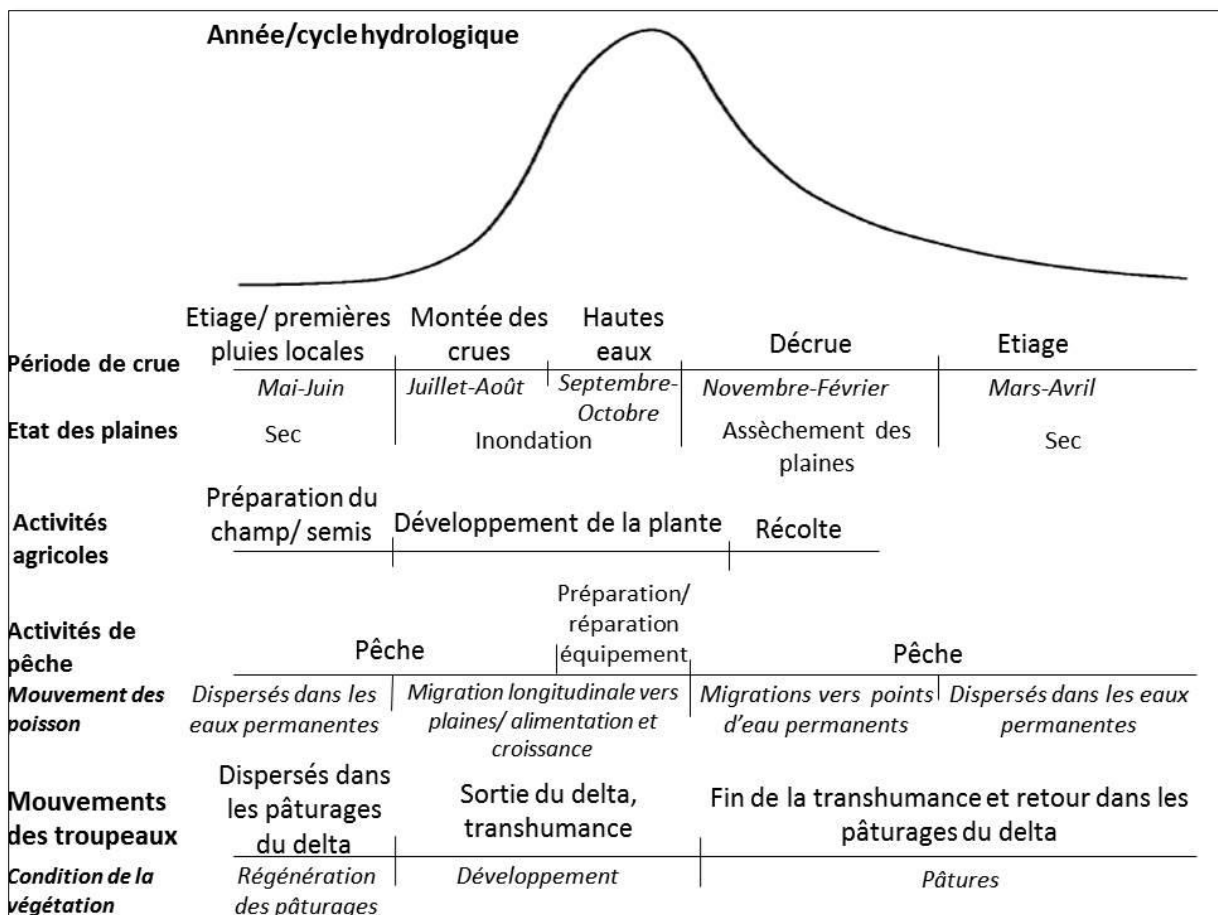 Année/cycle hydrologique
Etiage/ premières
pluies locales
Montée des
crues
Hautes
eaux
Décrue
Etiage
Période de crue
Mai-Juin
Juillet-Août
Septembre-
Octobre
Novembre-Février
Mars-Avril
Etat des plaines
Sec
Inondation
Assèchement des
plaines
Sec
Activités
agricoles
Préparation du
champ/ semis
Développement de la plante
Récolte
Activités de
pêche
Pêche
Préparation/
réparation
équipement
Pêche
Mouvement des
poisson
Dispersés dans les
eaux permanentes
Migration longitudinale vers
plaines/ alimentation et
croissance
Migrations vers points
d'eau permanents
Dispersés dans les eaux
permanentes
Mouvements
des troupeaux
Dispersés dans
les pâturages
du delta
Sortie du delta,
transhumance
Fin de la transhumance et retour dans les
pâturages du delta
Condition de la
végétation
Régénération
des pâturages
Développement
Pâtures